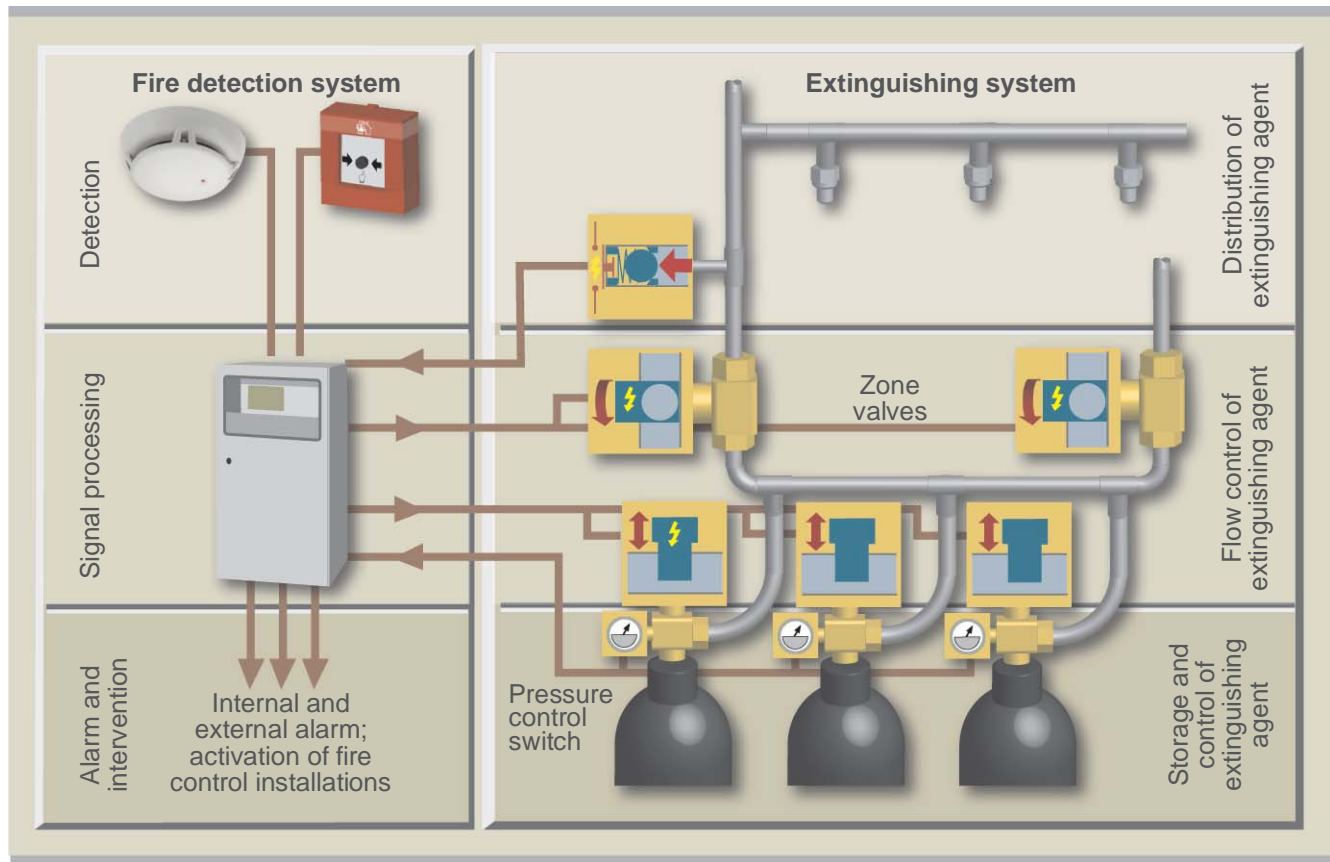 Fire detection system
Extinguishing system
Detection
Signal processing
Alarm and
intervention
Internal and
external alarm;
activation of fire
control installations
Zone
valves
Pressure
control
switch
Distribution of
extinguishing agent
Flow control of
extinguishing agent
Storage and
control of
extinguishing
agent